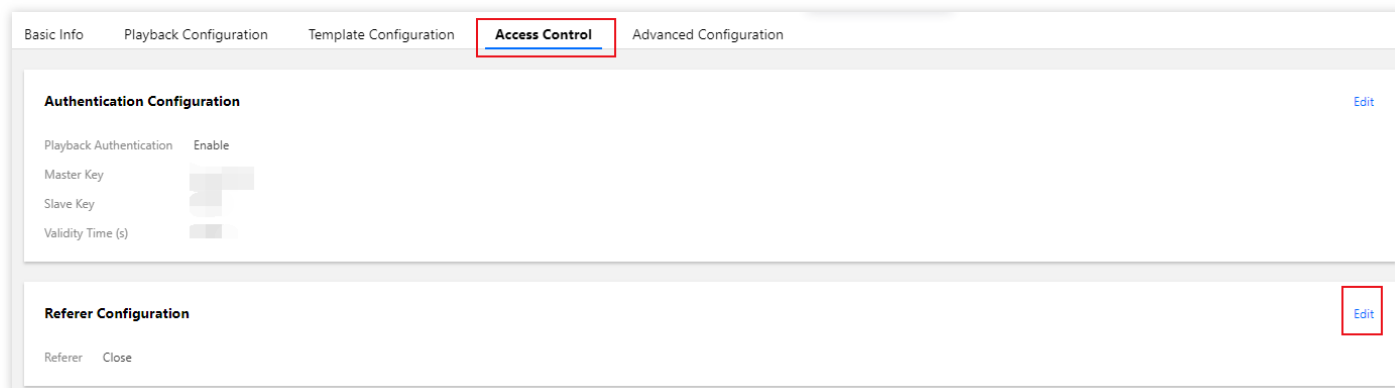 Basic Info Playback Configuration Template Configuration Access Control Advanced Configuration
Authentication Configuration Edit
Playback Authentication Enable
Master Key
Slave Key
Validity Time (s)
Referer Configuration Edit
Referer Close